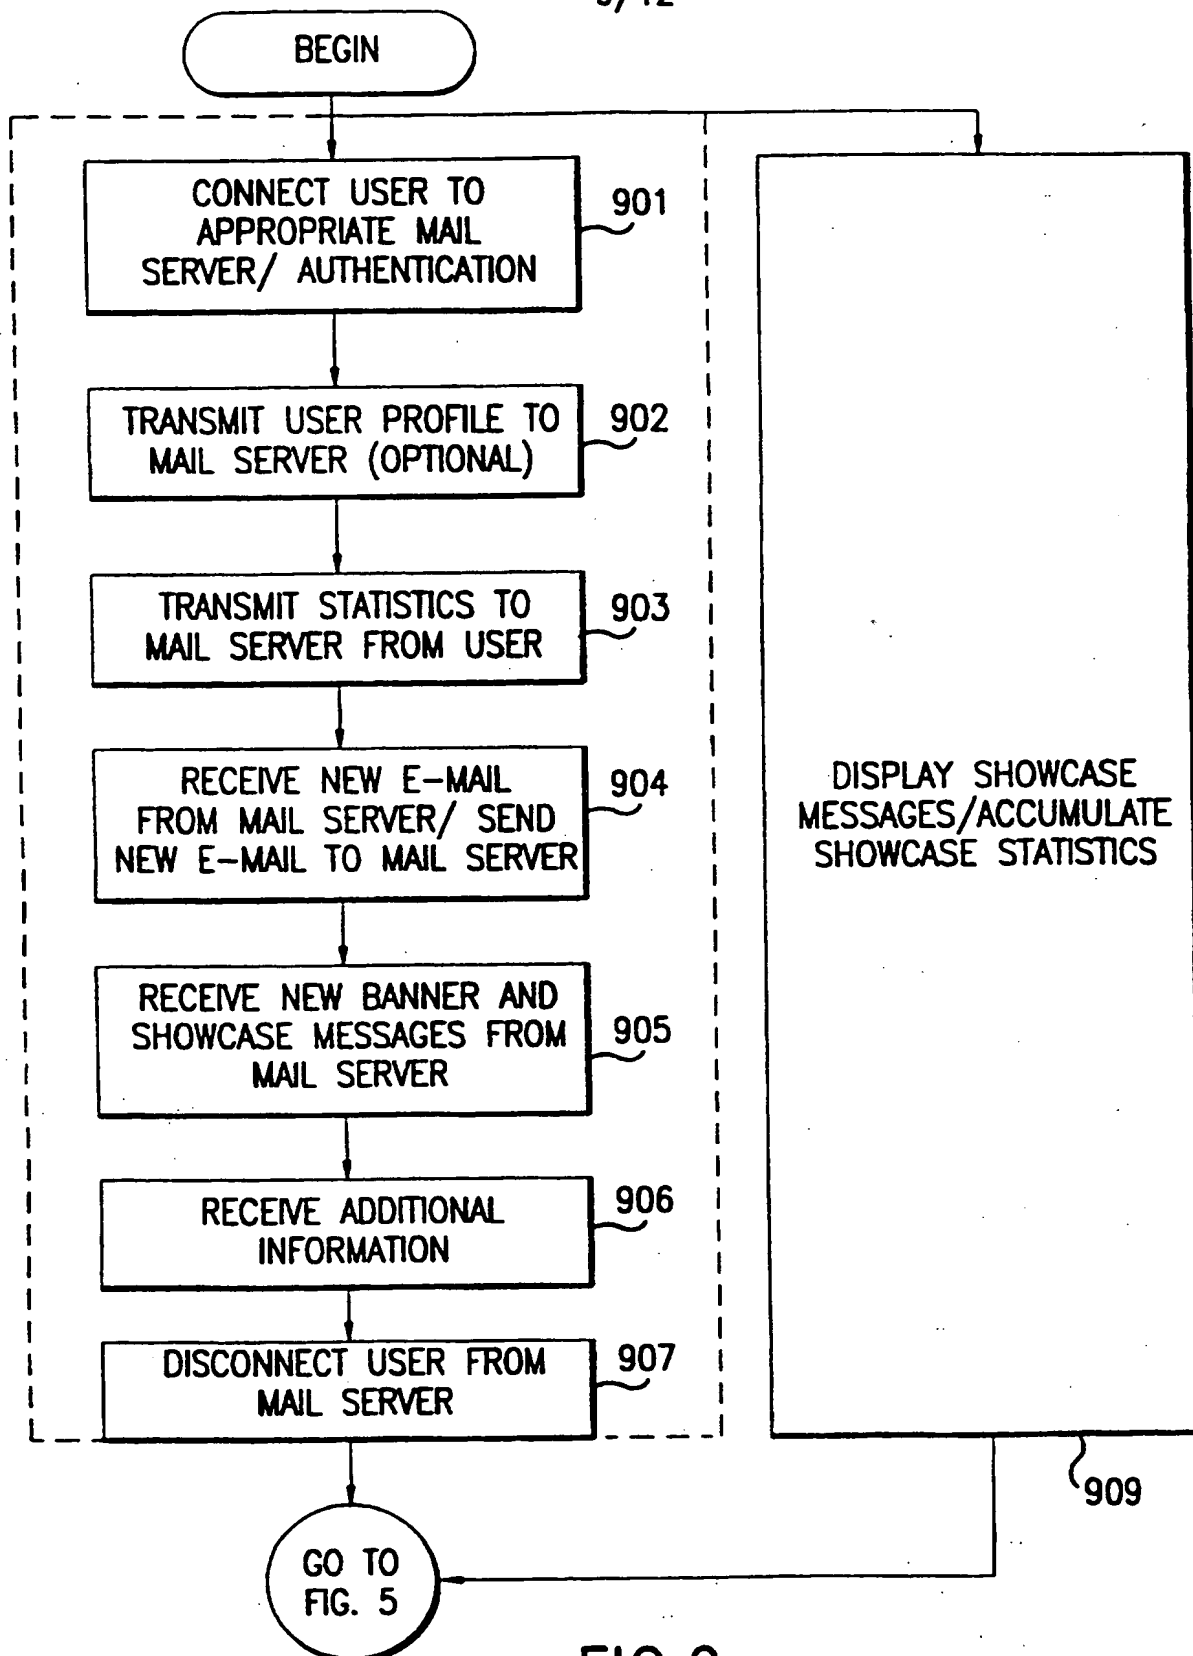 BEGIN
CONNECT USER TO
APPROPRIATE MAIL
SERVER/ AUTHENTICATION
901
TRANSMIT USER PROFILE TO
MAIL SERVER (OPTIONAL)
902
TRANSMIT STATISTICS TO
MAIL SERVER FROM USER
903
RECEIVE NEW E-MAIL
FROM MAIL SERVER/ SEND
NEW E-MAIL TO MAIL SERVER
904
RECEIVE NEW BANNER AND
SHOWCASE MESSAGES FROM
MAIL SERVER
905
RECEIVE ADDITIONAL
INFORMATION
906
DISCONNECT USER FROM
MAIL SERVER
907
DISPLAY SHOWCASE
MESSAGES/ACCUMULATE
SHOWCASE STATISTICS
909
GO TO
FIG. 5